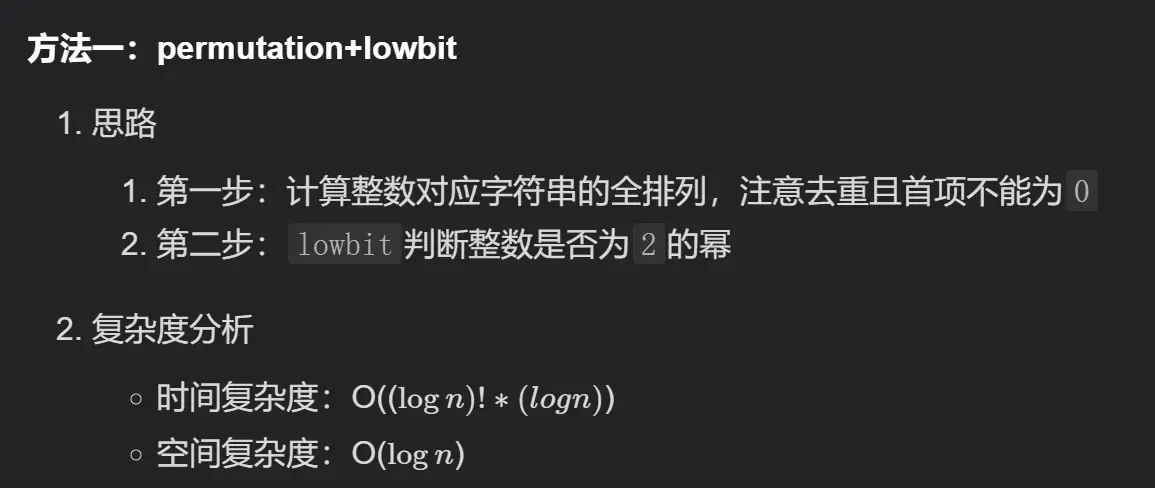 方法一：permutation+lowbit
1. 思路
1. 第一步：计算整数对应字符串的全排列，注意去重且首项不能为 0
2. 第二步： lowbit 判断整数是否为 2 的幂
2. 复杂度分析
◦ 时间复杂度：O((log n)! * (logn))
◦ 空间复杂度：O(log n)